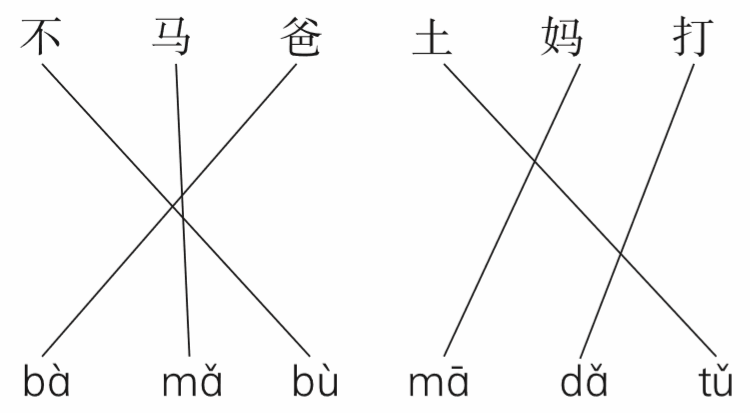 不 马 爸 土 妈 打
bà mǎ bù mā dǎ tǔ